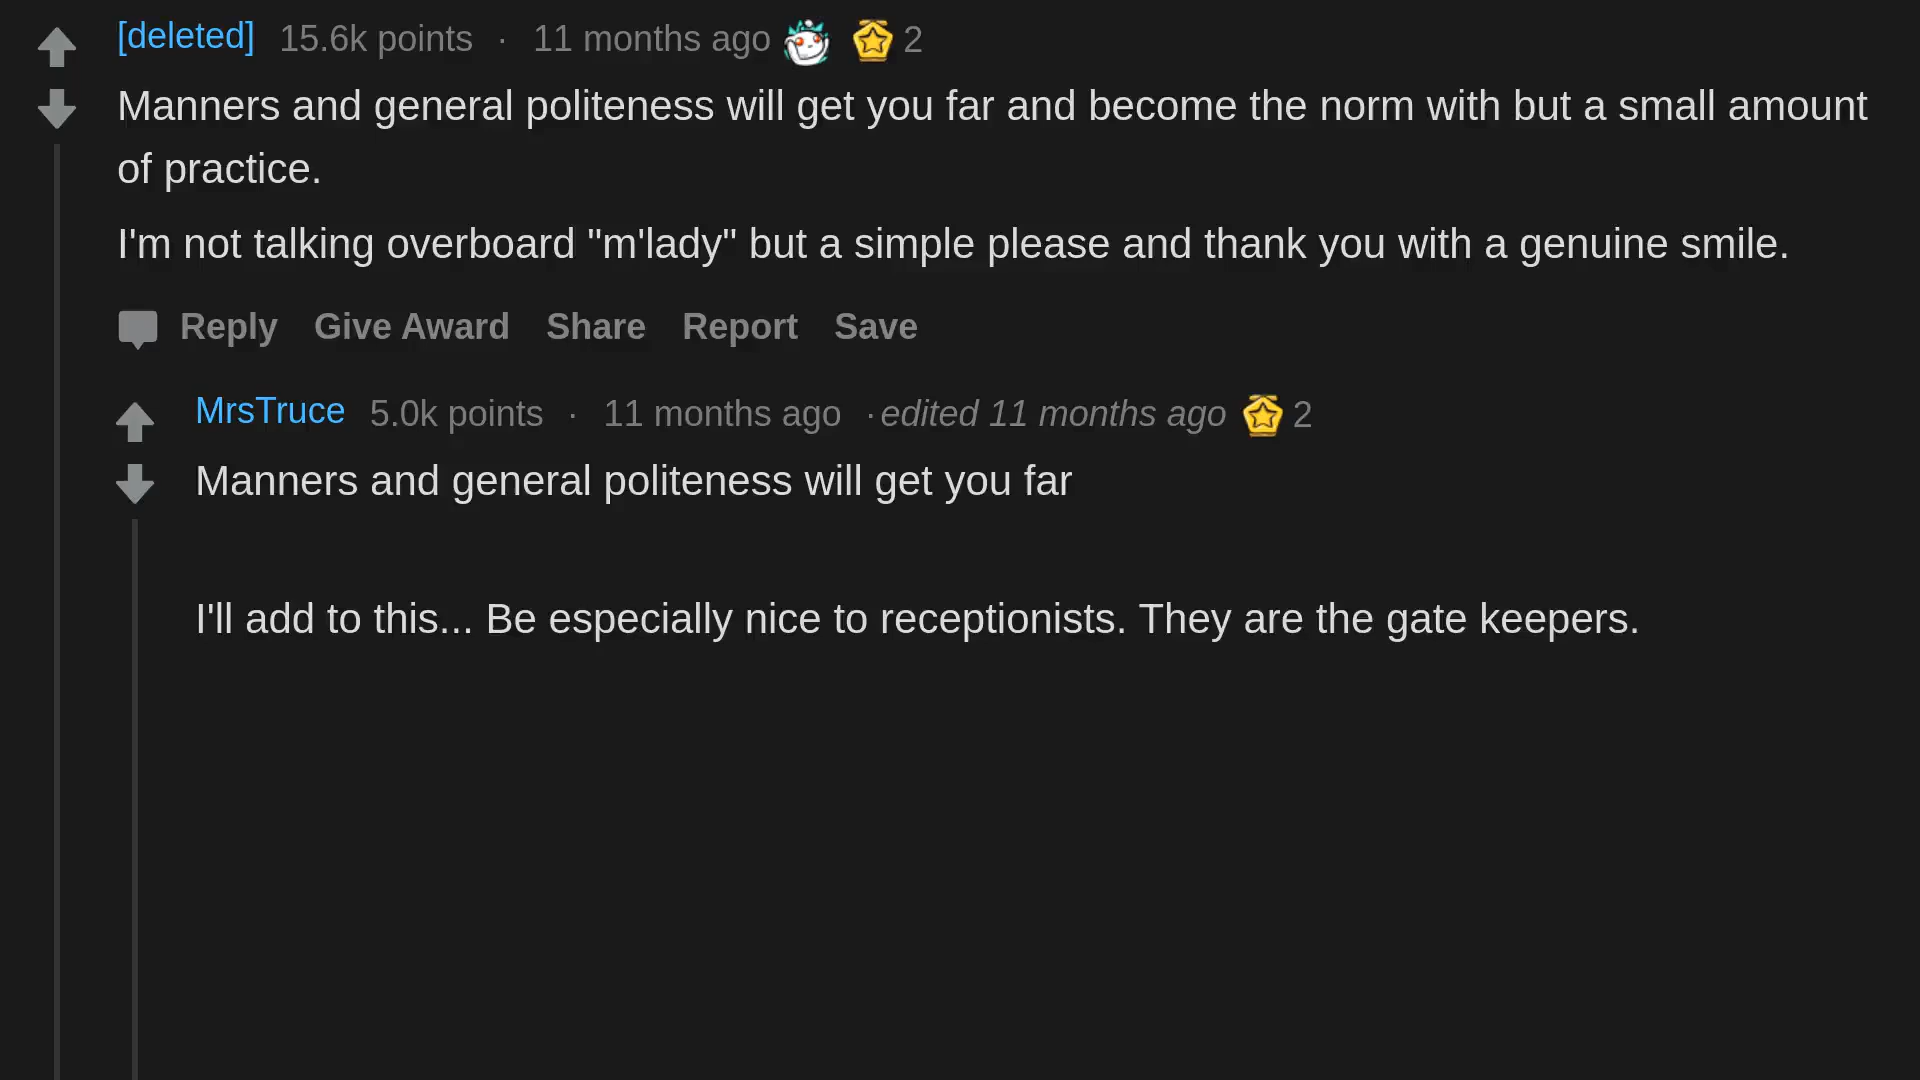 [deleted] 15.6k points · 11 months ago 2
Manners and general politeness will get you far and become the norm with but a small amount
of practice.
I'm not talking overboard "m'lady" but a simple please and thank you with a genuine smile.
Reply Give Award Share Report Save
MrsTruce 5.0k points · 11 months ago · edited 11 months ago 2
Manners and general politeness will get you far
I'll add to this... Be especially nice to receptionists. They are the gate keepers.